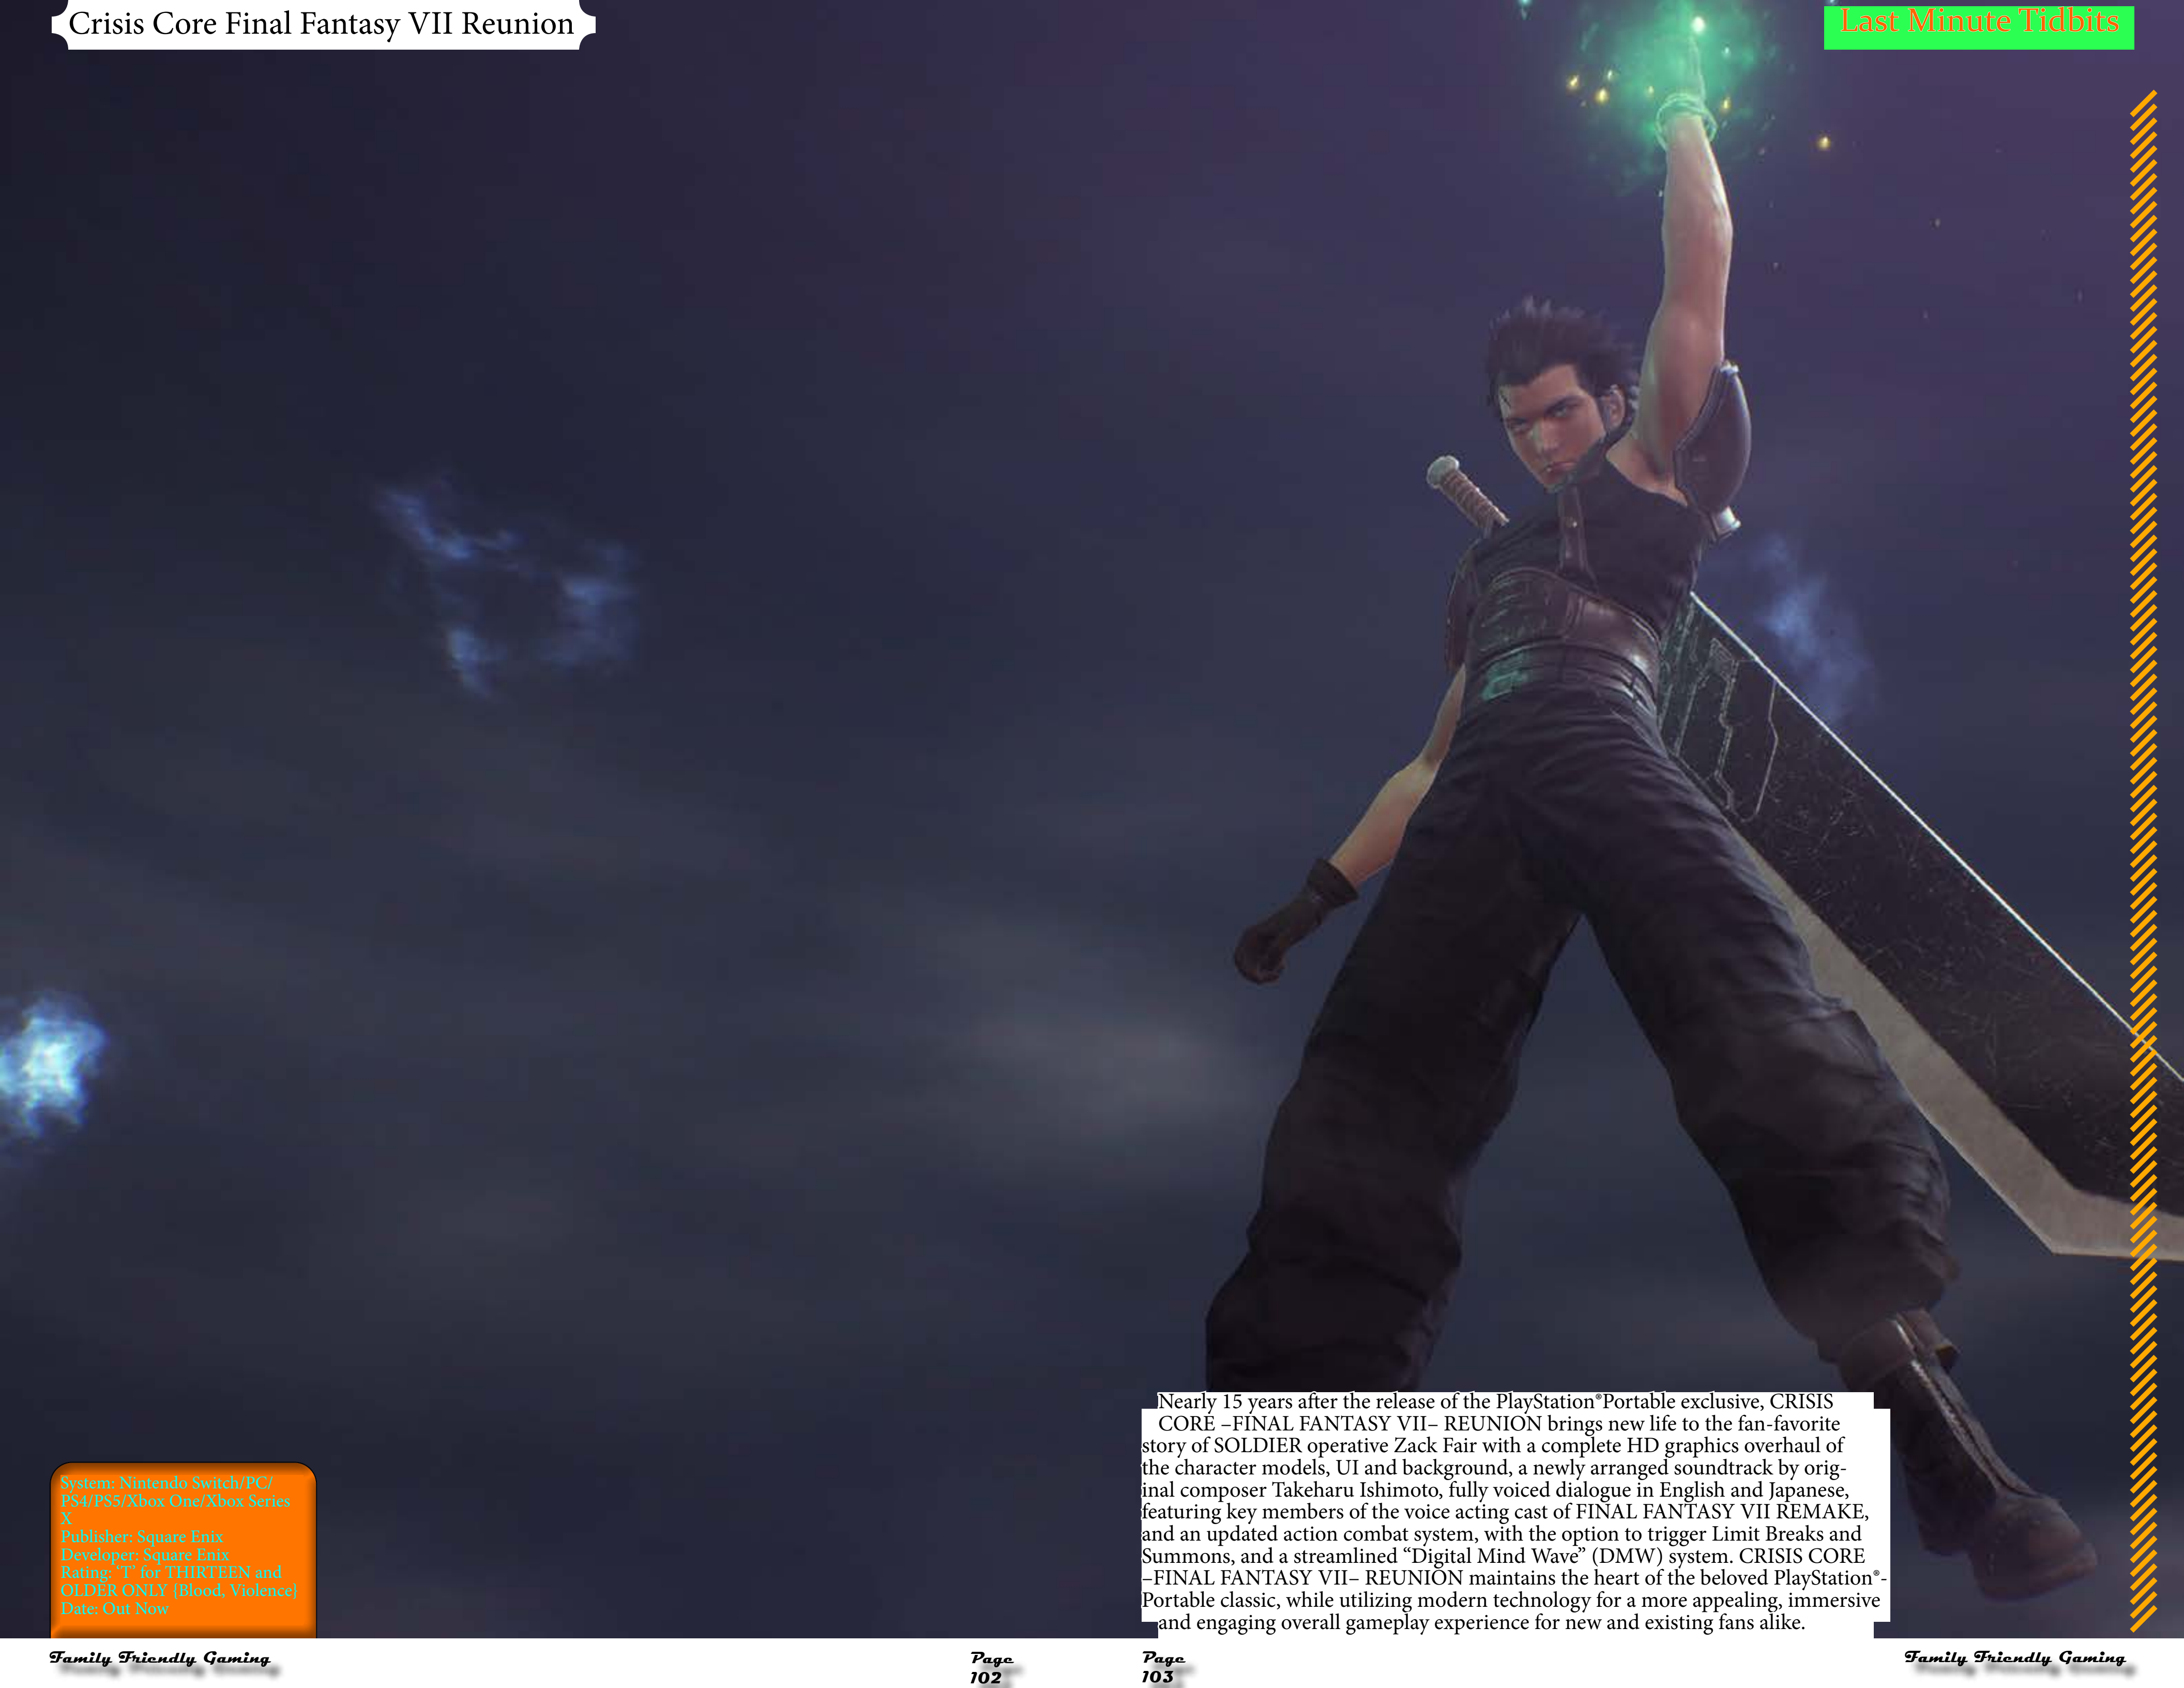 Crisis Core Final Fantasy VII Reunion
Last Minute Tidbits
System: Nintendo Switch/PC/
PS4/PS5/Xbox One/Xbox Series
X
Publisher: Square Enix
Developer: Square Enix
Rating: ‘T’ for THIRTEEN and
OLDER ONLY {Blood, Violence}
Date: Out Now
Nearly 15 years after the release of the PlayStation®Portable exclusive, CRISIS
CORE –FINAL FANTASY VII– REUNION brings new life to the fan-favorite
story of SOLDIER operative Zack Fair with a complete HD graphics overhaul of
the character models, UI and background, a newly arranged soundtrack by orig-
inal composer Takeharu Ishimoto, fully voiced dialogue in English and Japanese,
featuring key members of the voice acting cast of FINAL FANTASY VII REMAKE,
and an updated action combat system, with the option to trigger Limit Breaks and
Summons, and a streamlined “Digital Mind Wave” (DMW) system. CRISIS CORE
–FINAL FANTASY VII– REUNION maintains the heart of the beloved PlayStation®-
Portable classic, while utilizing modern technology for a more appealing, immersive
and engaging overall gameplay experience for new and existing fans alike.
Family Friendly Gaming
Page
102
Page
103
Family Friendly Gaming